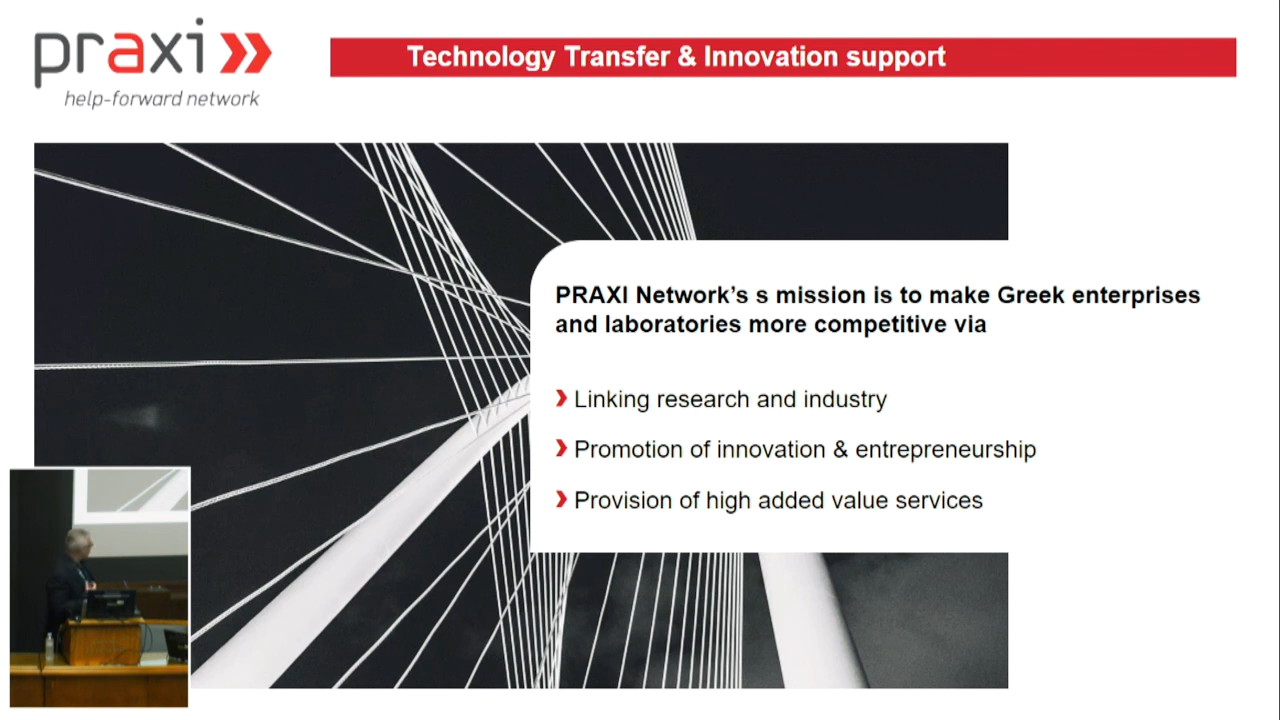 praxi
help-forward network
Technology Transfer & Innovation support
PRAXI Network’s s mission is to make Greek enterprises
and laboratories more competitive via
Linking research and industry
Promotion of innovation & entrepreneurship
Provision of high added value services